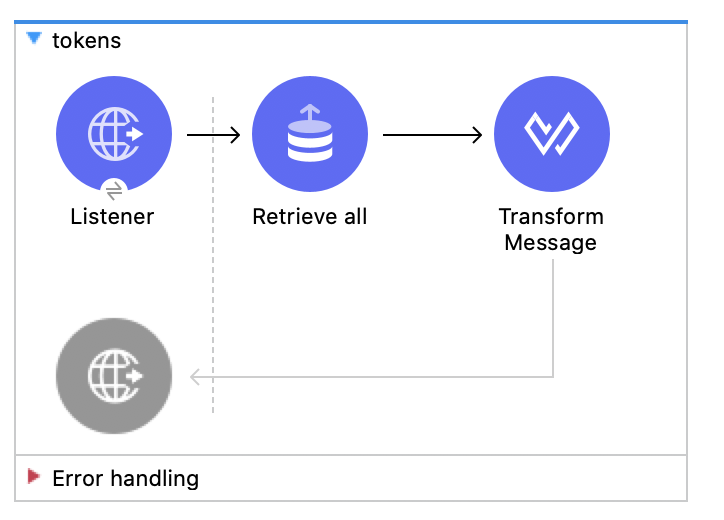 tokens
Listener
Retrieve all
Transform
Message
Error handling